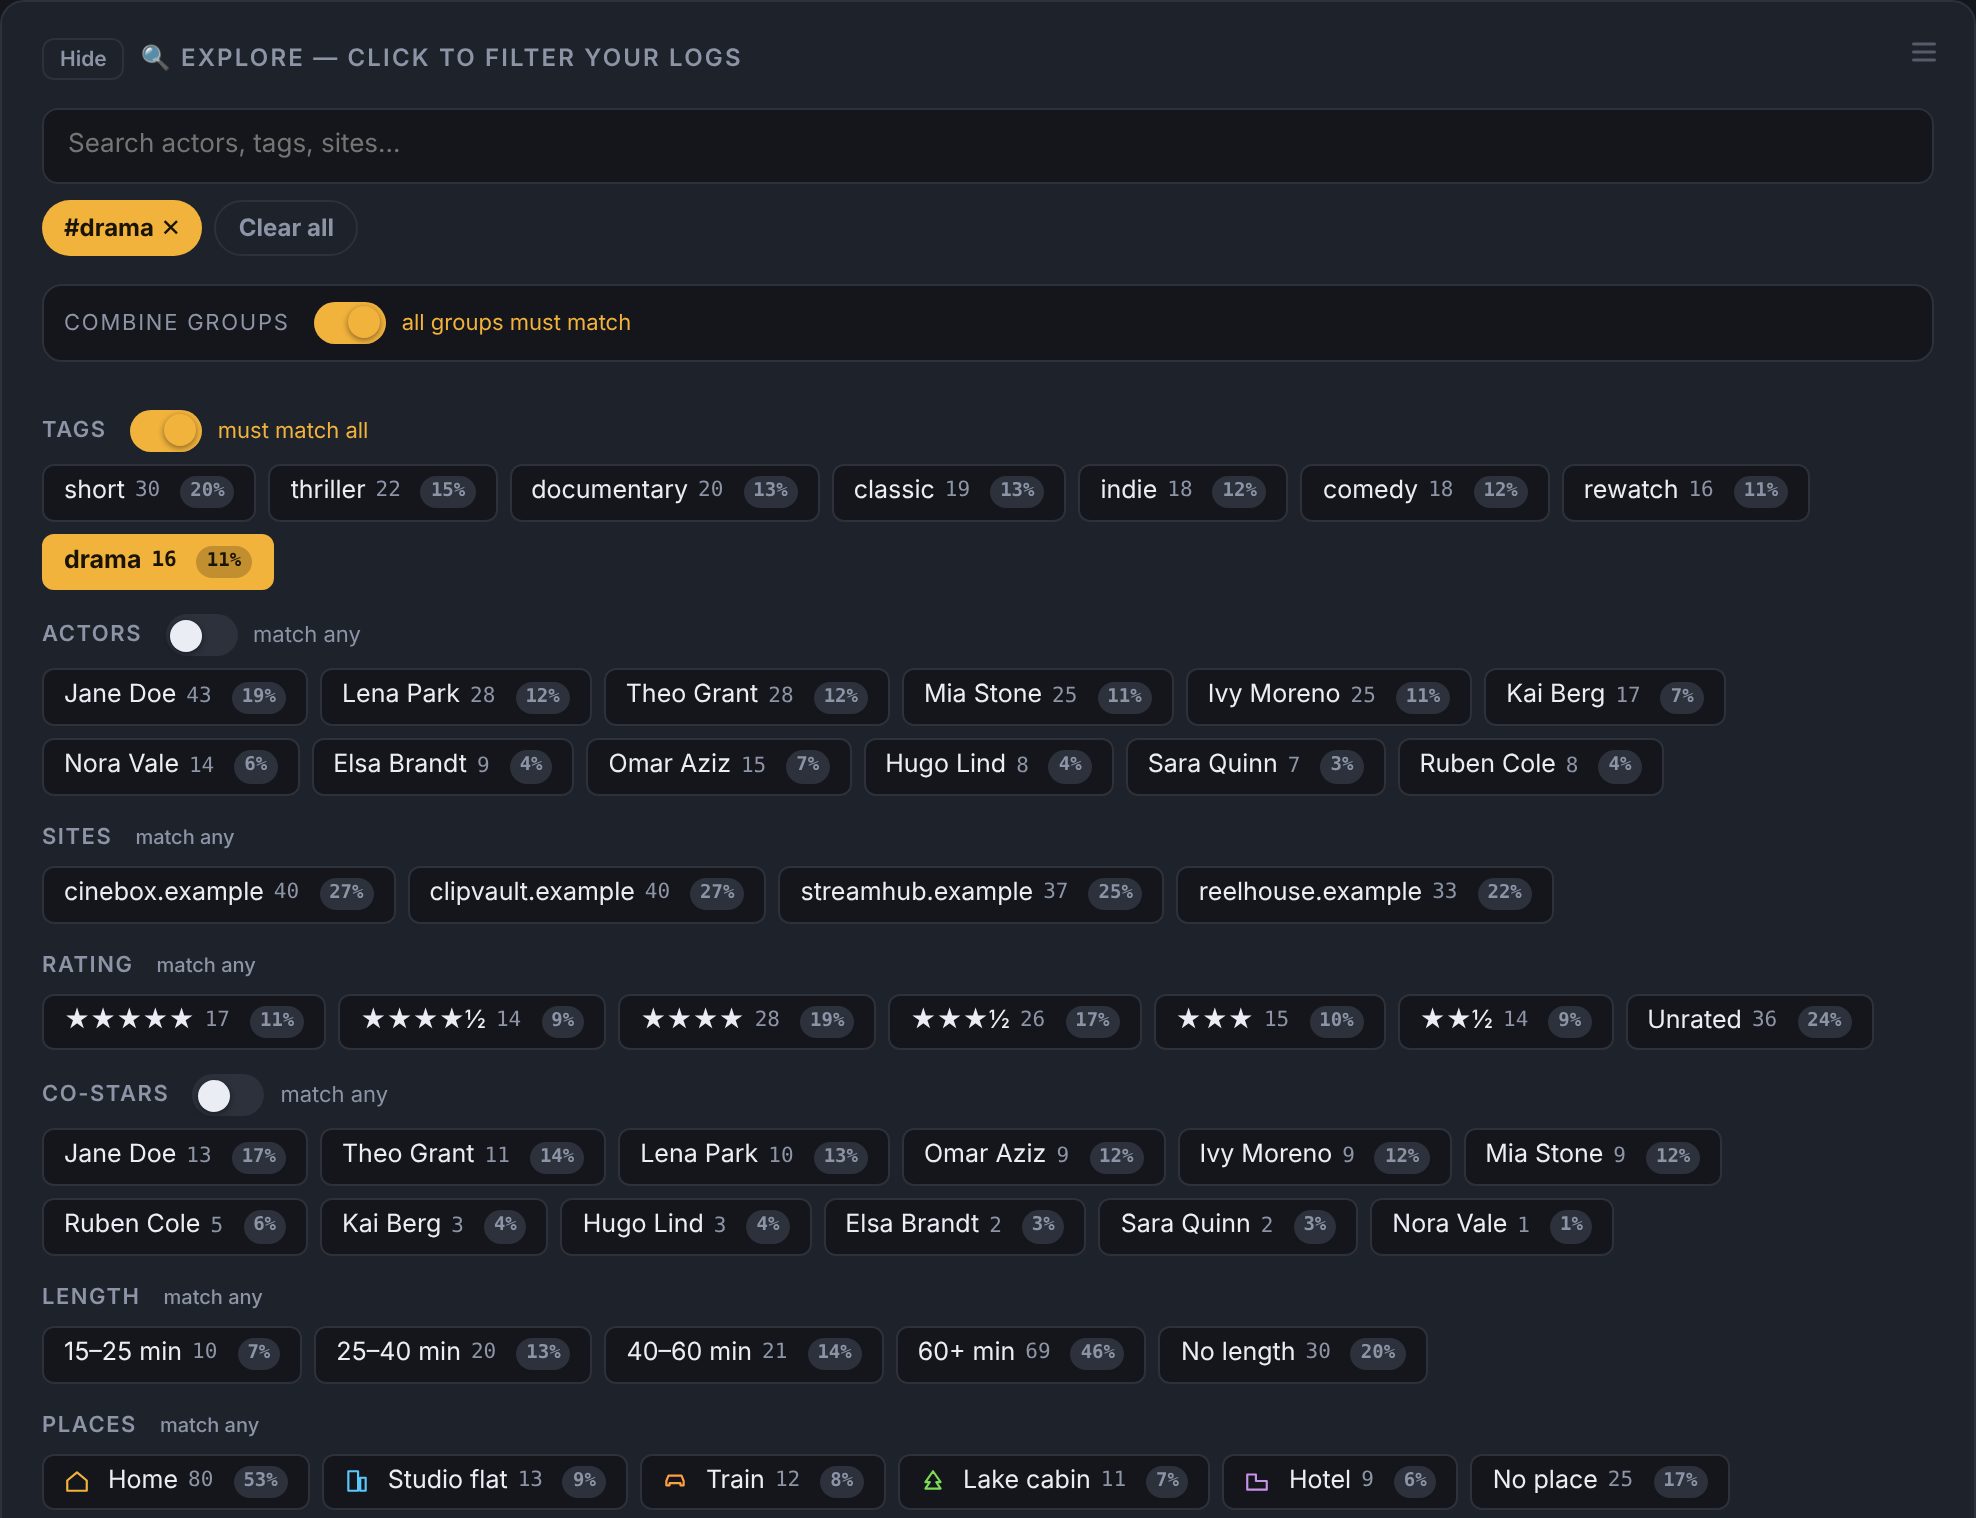 Hide 🔍 EXPLORE — CLICK TO FILTER YOUR LOGS
Search actors, tags, sites...
#drama ✕ Clear all
COMBINE GROUPS all groups must match
TAGS must match all
short 30 20% thriller 22 15% documentary 20 13% classic 19 13% indie 18 12% comedy 18 12% rewatch 16 11%
drama 16 11%
ACTORS match any
Jane Doe 43 19% Lena Park 28 12% Theo Grant 28 12% Mia Stone 25 11% Ivy Moreno 25 11% Kai Berg 17 7%
Nora Vale 14 6% Elsa Brandt 9 4% Omar Aziz 15 7% Hugo Lind 8 4% Sara Quinn 7 3% Ruben Cole 8 4%
SITES match any
cinebox.example 40 27% clipvault.example 40 27% streamhub.example 37 25% reelhouse.example 33 22%
RATING match any
★★★★★ 17 11% ★★★★½ 14 9% ★★★★ 28 19% ★★★½ 26 17% ★★★ 15 10% ★★½ 14 9% Unrated 36 24%
CO-STARS match any
Jane Doe 13 17% Theo Grant 11 14% Lena Park 10 13% Omar Aziz 9 12% Ivy Moreno 9 12% Mia Stone 9 12%
Ruben Cole 5 6% Kai Berg 3 4% Hugo Lind 3 4% Elsa Brandt 2 3% Sara Quinn 2 3% Nora Vale 1 1%
LENGTH match any
15–25 min 10 7% 25–40 min 20 13% 40–60 min 21 14% 60+ min 69 46% No length 30 20%
PLACES match any
Home 80 53% Studio flat 13 9% Train 12 8% Lake cabin 11 7% Hotel 9 6% No place 25 17%